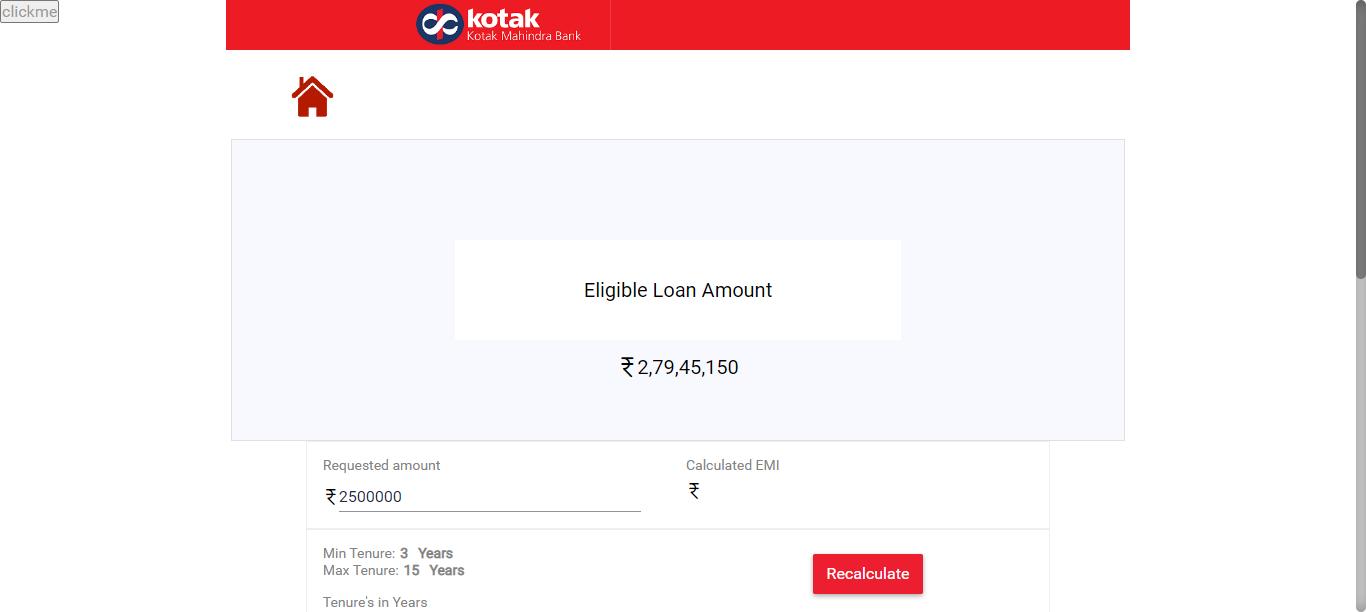 clickme
kotak
Kotak Mahindra Bank
Eligible Loan Amount
₹ 2,79,45,150
Requested amount
Calculated EMI
₹ 2500000
₹
Min Tenure: 3 Years
Max Tenure: 15 Years
Recalculate
Tenure's in Years